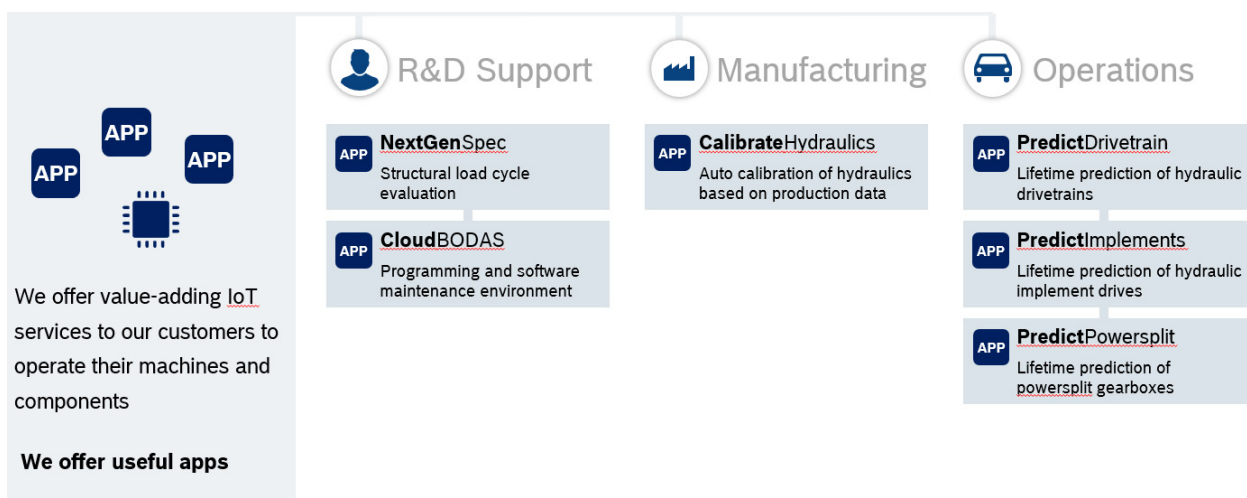 APP
APP
APP
We offer value-adding IoT
services to our customers to
operate their machines and
components
We offer useful apps
R&D Support
APP
NextGenSpec
Structural load cycle
evaluation
APP
CloudBODAS
Programming and software
maintenance environment
Manufacturing
APP
CalibrateHydraulics
Auto calibration of hydraulics
based on production data
Operations
APP
PredictDrivetrain
Lifetime prediction of hydraulic
drivetrains
APP
PredictImplements
Lifetime prediction of hydraulic
implement drives
APP
PredictPowersplit
Lifetime prediction of
powersplit gearboxes